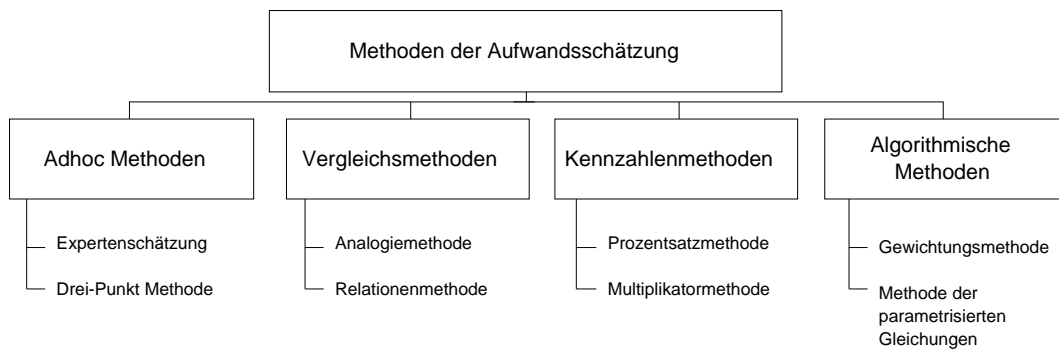 Methoden der Aufwandsschätzung
Adhoc Methoden
Expertenschätzung
Drei-Punkt Methode
Vergleichsmethoden
Analogiemethode
Relationenmethode
Kennzahlenmethoden
Prozentsatzmethode
Multiplikatormethode
Algorithmische
Methoden
Gewichtungsmethode
Methode der
parametrisierten
Gleichungen